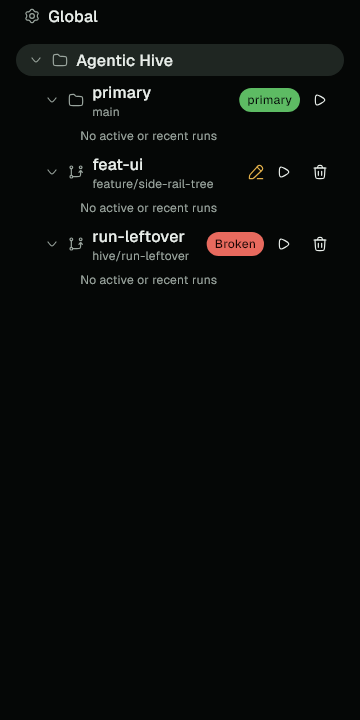 Global
Agentic Hive
primary
primary
main
No active or recent runs
feat-ui
feature/side-rail-tree
No active or recent runs
run-leftover
Broken
hive/run-leftover
No active or recent runs